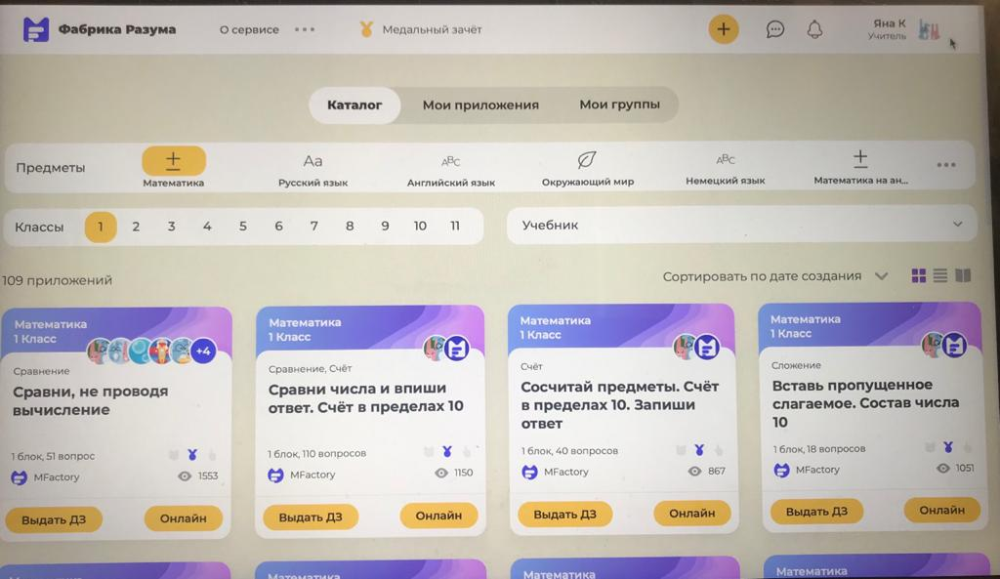 Фабрика Разума
О сервисе
Медальный зачёт
Яна К
Учитель
Каталог
Мои приложения
Мои группы
Предметы
Математика
Aa
Русский язык
ABC
Английский язык
Окружающий мир
ABC
Немецкий язык
Математика на ан...
Классы 1 2 3 4 5 6 7 8 9 10 11
Учебник
109 приложений
Сортировать по дате создания
Математика
1 Класс
+4
Сравнение
Сравни, не проводя
вычисление
1 блок, 51 вопрос
MFactory
1553
Выдать ДЗ
Онлайн
Математика
1 Класс
Сравнение, Счёт
Сравни числа и впиши
ответ. Счёт в пределах 10
1 блок, 110 вопросов
MFactory
1150
Выдать ДЗ
Онлайн
Математика
1 Класс
Счёт
Сосчитай предметы. Счёт
в пределах 10. Запиши
ответ
1 блок, 40 вопросов
MFactory
867
Выдать ДЗ
Онлайн
Математика
1 Класс
Сложение
Вставь пропущенное
слагаемое. Состав числа
10
1 блок, 18 вопросов
MFactory
1051
Выдать ДЗ
Онлайн
Математика
Математика
Математика
Математика